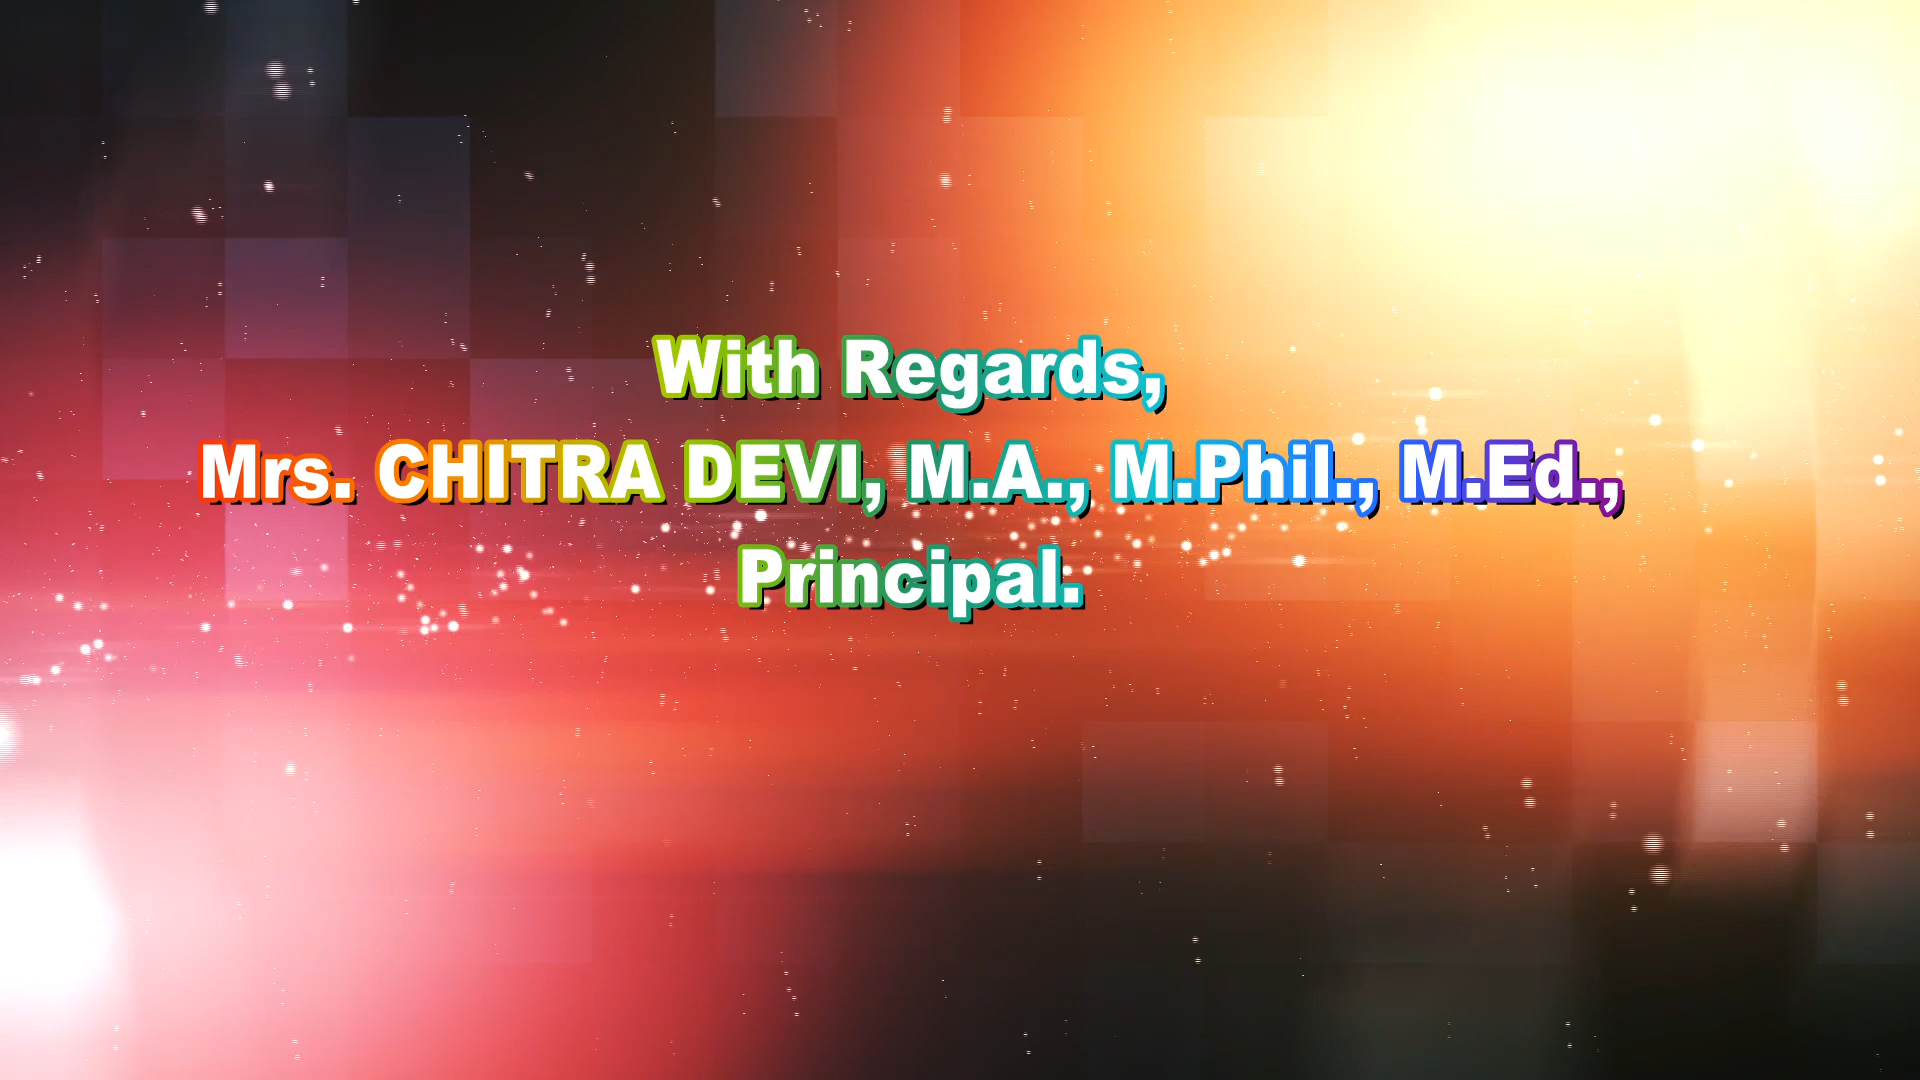 With Regards,
Mrs. CHITRA DEVI, M.A., M.Phil., M.Ed.,
Principal.